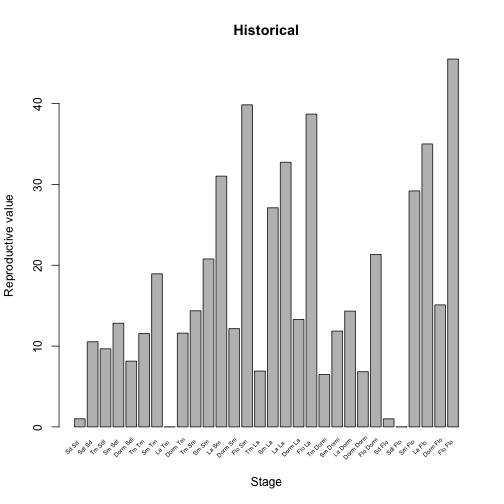 Historical
Reproductive value
40
30
20
10
0
Sd Sd
Sdl Sd
Tm Sdl
Sm Sdl
Dorm Sdl
Tm Tm
Sm Tm
La Tm
Dorm Tm
Tm Sm
Sm Sm
La Sm
Dorm Sm
Flo Sm
Tm La
Sm La
La La
Dorm La
Flo La
Tm Dorm
Sm Dorm
La Dorm
Dorm Dorm
Flo Dorm
Sd Flo
Sdl Flo
Sm Flo
La Flo
Dorm Flo
Flo Flo
Stage